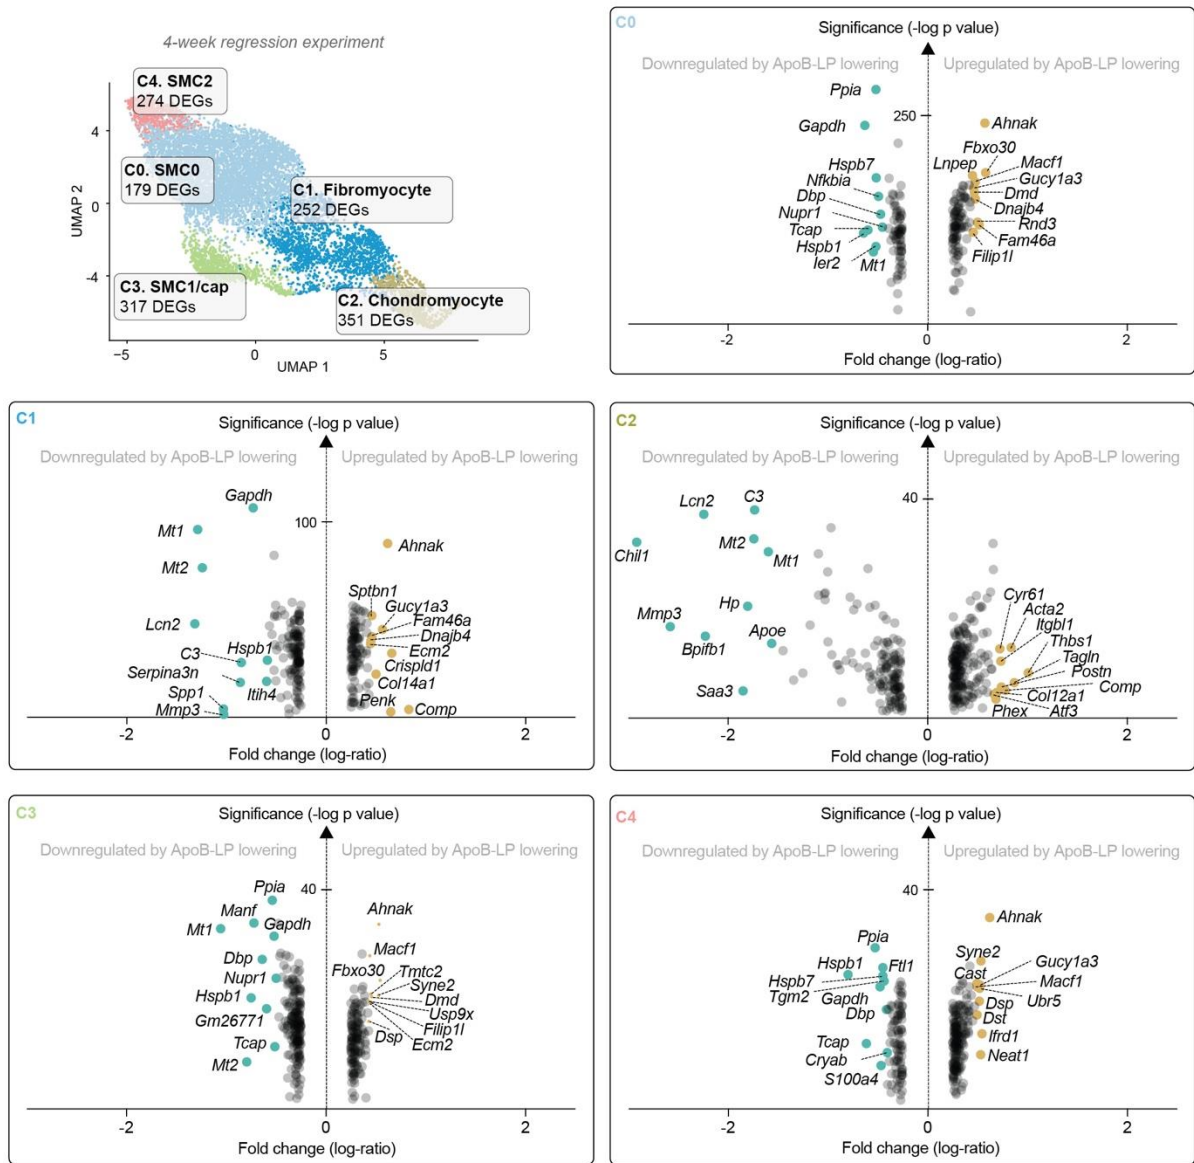 4-week regression experiment
C4. SMC2
274 DEGs
C0. SMC0
179 DEGs
C1. Fibromyocyte
252 DEGs
C3. SMC1/cap
317 DEGs
C2. Chondromyocyte
351 DEGs
4
0
-4
UMAP 2
−5
0
5
UMAP 1
C0
Significance (-log p value)
Downregulated by ApoB-LP lowering
Upregulated by ApoB-LP lowering
250
Ppia
Gapdh
Hspb7
Nfkbia
Dbp
Nupr1
Tcap
Hspb1
Ier2
Mt1
Ahnak
Fbxo30
Lnpep
Macf1
Gucy1a3
Dmd
Dnajb4
Rnd3
Fam46a
Filip1l
-2
0
2
Fold change (log-ratio)
C1
Significance (-log p value)
Downregulated by ApoB-LP lowering
Upregulated by ApoB-LP lowering
100
Gapdh
Mt1
Mt2
Lcn2
Hspb1
C3
Serpina3n
Itih4
Spp1
Mmp3
Ahnak
Sptbn1
Gucy1a3
Fam46a
Dnajb4
Ecm2
Crispld1
Col14a1
Penk
Comp
-2
0
2
Fold change (log-ratio)
C2
Significance (-log p value)
Downregulated by ApoB-LP lowering
Upregulated by ApoB-LP lowering
40
Lcn2
C3
Chil1
Mt2
Mt1
Hp
Mmp3
Bpifb1
Apoe
Saa3
Cyr61
Acta2
Itgbl1
Thbs1
Tagln
Postn
Comp
Col12a1
Atf3
Phex
-2
0
2
Fold change (log-ratio)
C3
Significance (-log p value)
Downregulated by ApoB-LP lowering
Upregulated by ApoB-LP lowering
40
Ppia
Manf
Mt1
Gapdh
Dbp
Nupr1
Hspb1
Gm26771
Tcap
Mt2
Ahnak
Macf1
Fbxo30
Tmtc2
Syne2
Dmd
Usp9x
Filip1l
Dsp
Ecm2
-2
0
2
Fold change (log-ratio)
C4
Significance (-log p value)
Downregulated by ApoB-LP lowering
Upregulated by ApoB-LP lowering
40
Ppia
Hspb1
Ftl1
Hspb7
Tgm2
Gapdh
Dbp
Tcap
Cryab
S100a4
Ahnak
Syne2
Gucy1a3
Cast
Macf1
Ubr5
Dsp
Dst
Ifrd1
Neat1
-2
0
2
Fold change (log-ratio)